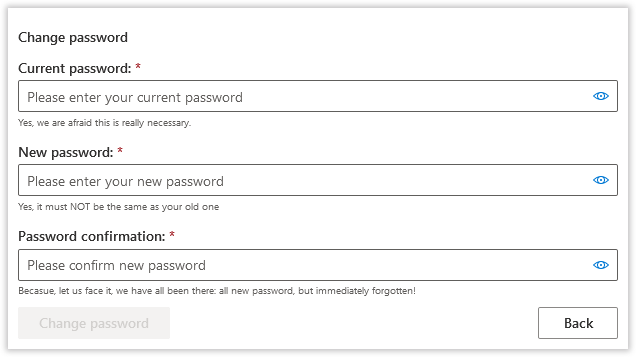 Change password
Current password: *
Please enter your current password
Yes, we are afraid this is really necessary.
New password: *
Please enter your new password
Yes, it must NOT be the same as your old one
Password confirmation: *
Please confirm new password
Becasue, let us face it, we have all been there: all new password, but immediately forgotten!
Change password
Back